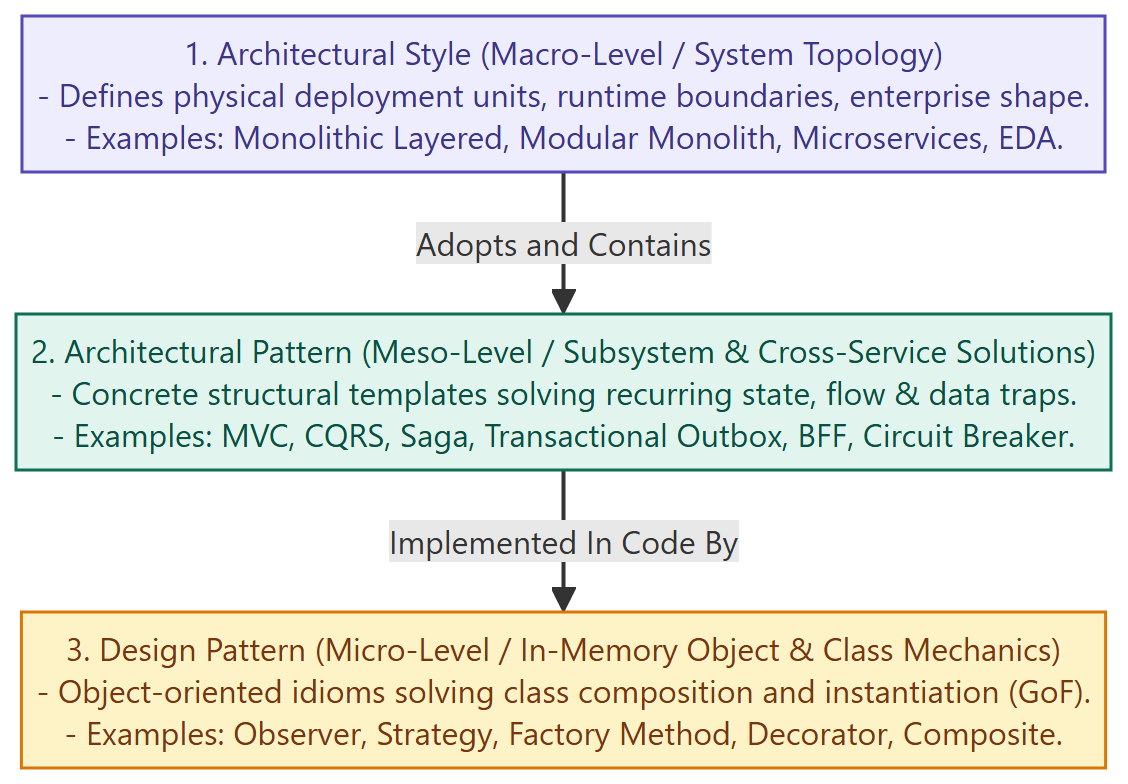 1. Architectural Style (Macro-Level / System Topology)
- Defines physical deployment units, runtime boundaries, enterprise shape.
- Examples: Monolithic Layered, Modular Monolith, Microservices, EDA.
Adopts and Contains
2. Architectural Pattern (Meso-Level / Subsystem & Cross-Service Solutions)
- Concrete structural templates solving recurring state, flow & data traps.
- Examples: MVC, CQRS, Saga, Transactional Outbox, BFF, Circuit Breaker.
Implemented In Code By
3. Design Pattern (Micro-Level / In-Memory Object & Class Mechanics)
- Object-oriented idioms solving class composition and instantiation (GoF).
- Examples: Observer, Strategy, Factory Method, Decorator, Composite.